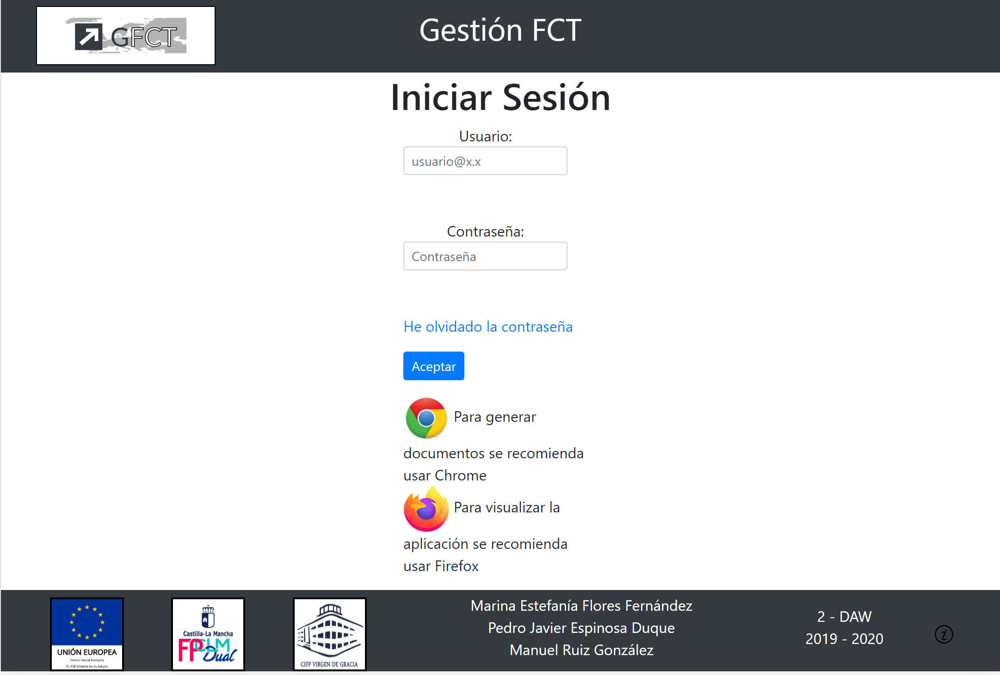 GFCT
Gestión FCT
Iniciar Sesión
Usuario:
usuario@x.x
Contraseña:
Contraseña
He olvidado la contraseña
Aceptar
Para generar
documentos se recomienda
usar Chrome
Para visualizar la
aplicación se recomienda
usar Firefox
UNIÓN EUROPEA
Fondo Social Europeo
EL FSE invierte en tu futuro
Castilla-La Mancha
FPCLM
Dual
CIFP VIRGEN DE GRACIA
Marina Estefanía Flores Fernández
Pedro Javier Espinosa Duque
Manuel Ruiz González
2 - DAW
2019 - 2020
i